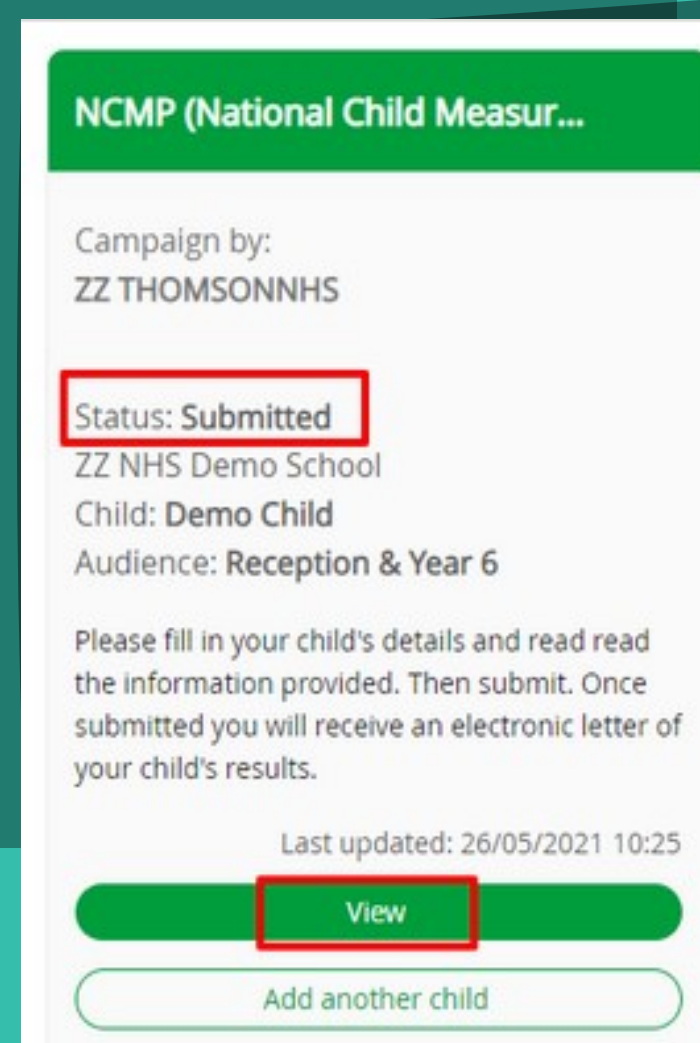 NCMP (National Child Measur...
Campaign by:
ZZ THOMSONNHS
Status: Submitted
ZZ NHS Demo School
Child: Demo Child
Audience: Reception & Year 6
Please fill in your child's details and read read
the information provided. Then submit. Once
submitted you will receive an electronic letter of
your child's results.
Last updated: 26/05/2021 10:25
View
Add another child